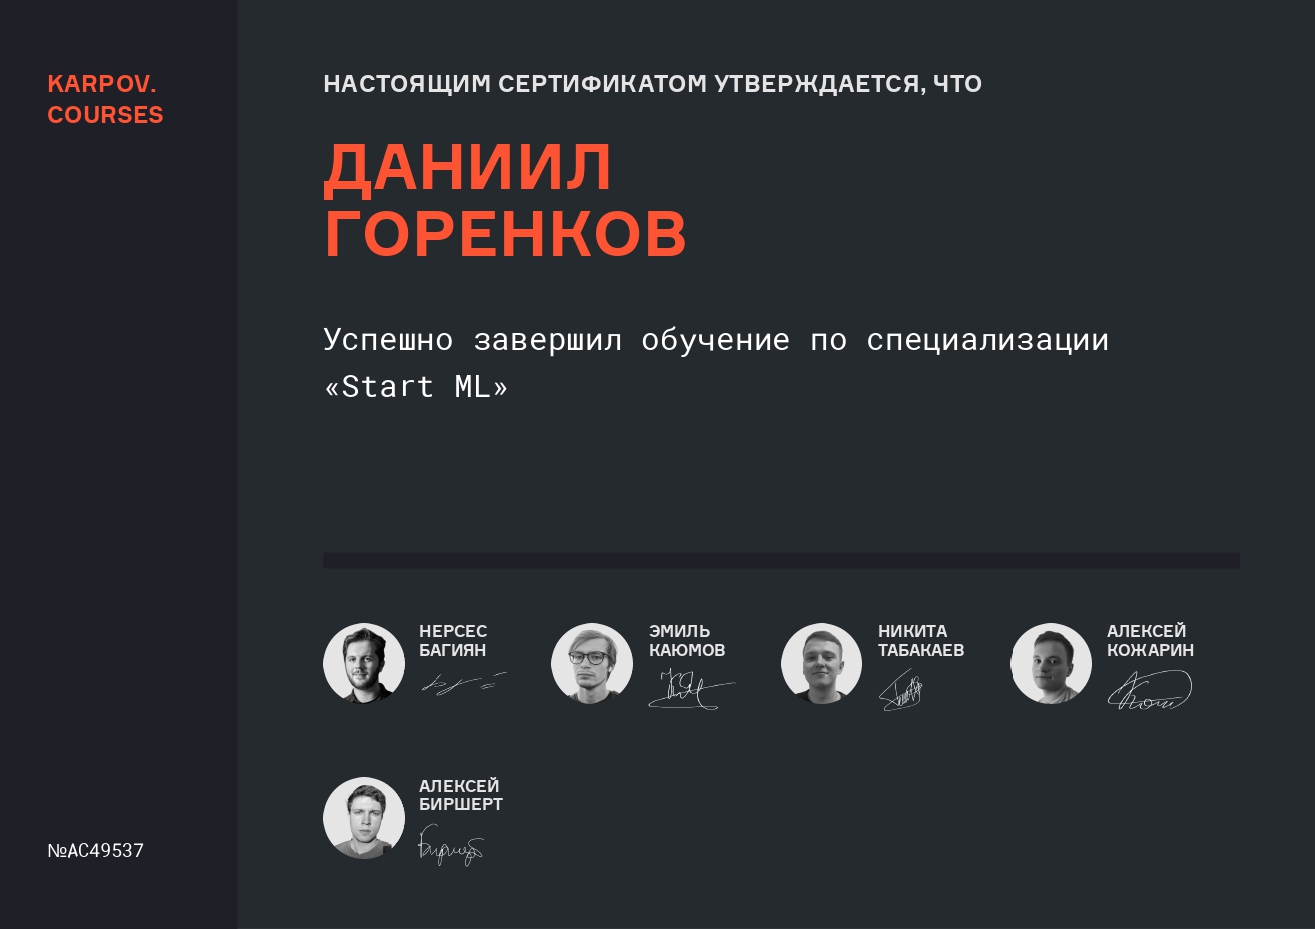 KARPOV.
COURSES
НАСТОЯЩИМ СЕРТИФИКАТОМ УТВЕРЖДАЕТСЯ, ЧТО
ДАНИИЛ
ГОРЕНКОВ
Успешно завершил обучение по специализации
«Start ML»
НЕРСЕС
БАГИЯН
ЭМИЛЬ
КАЮМОВ
НИКИТА
ТАБАКАЕВ
АЛЕКСЕЙ
КОЖАРИН
АЛЕКСЕЙ
БИРШЕРТ
№AC49537